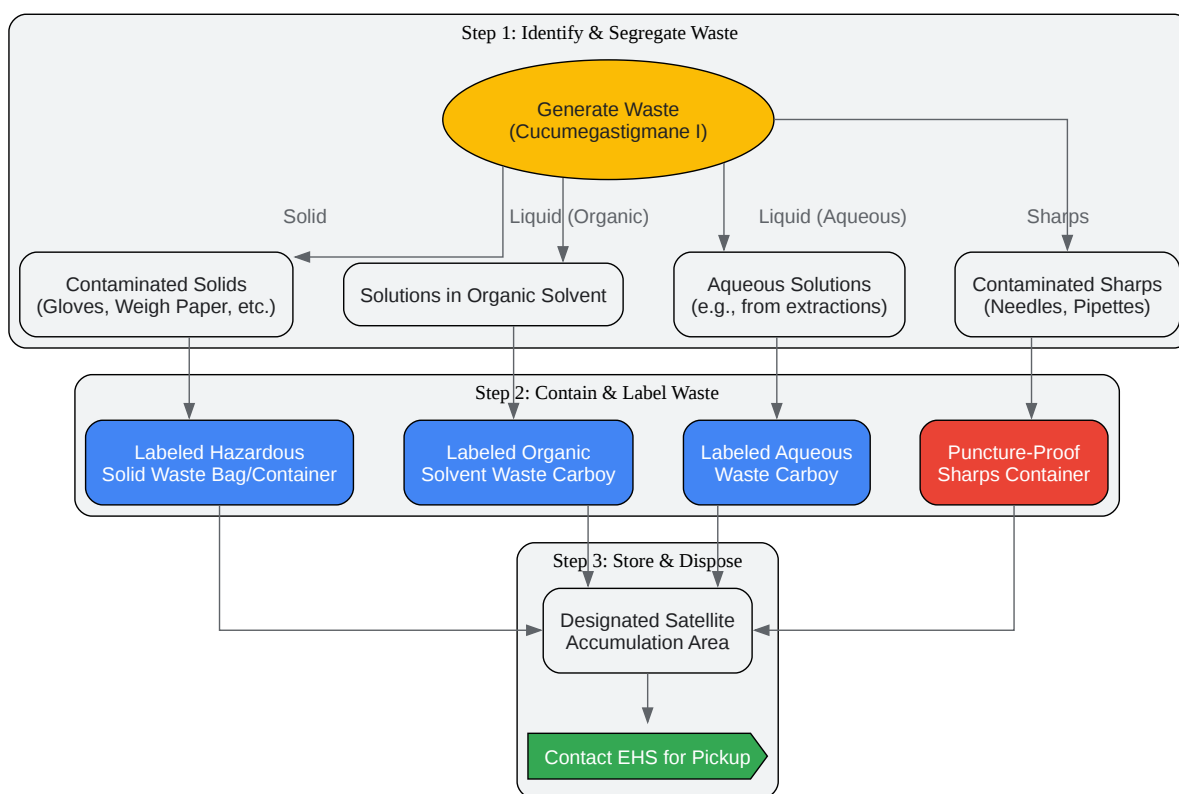 Step 1: Identify & Segregate Waste
Generate Waste
(Cucumegastigmane I)
Solid
Liquid (Organic)
Liquid (Aqueous)
Sharps
Contaminated Solids
(Gloves, Weigh Paper, etc.)
Solutions in Organic Solvent
Aqueous Solutions
(e.g., from extractions)
Contaminated Sharps
(Needles, Pipettes)
Step 2: Contain & Label Waste
Labeled Hazardous
Solid Waste Bag/Container
Labeled Organic
Solvent Waste Carboy
Labeled Aqueous
Waste Carboy
Puncture-Proof
Sharps Container
Step 3: Store & Dispose
Designated Satellite
Accumulation Area
Contact EHS for Pickup